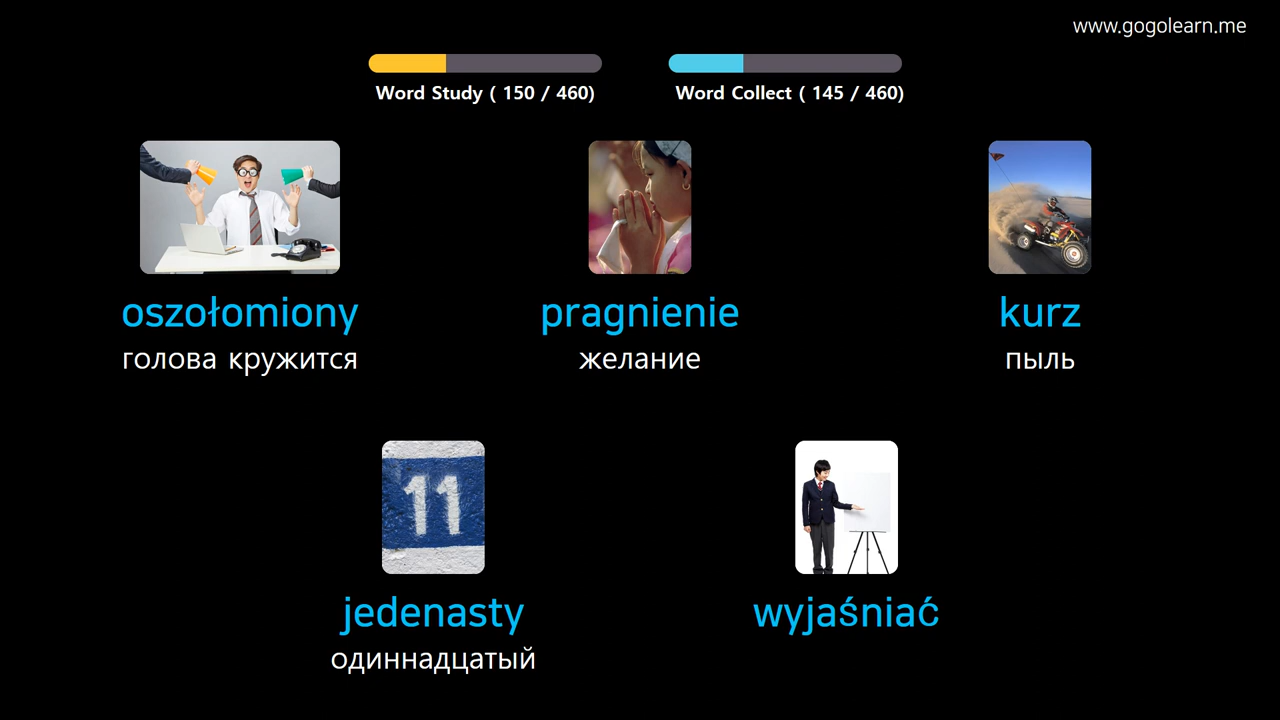 www.gogolearn.me
Word Study ( 150 / 460)
Word Collect ( 145 / 460)
oszołomiony
голова кружится
pragnienie
желание
kurz
пыль
11
jedenasty
одиннадцатый
wyjaśniać